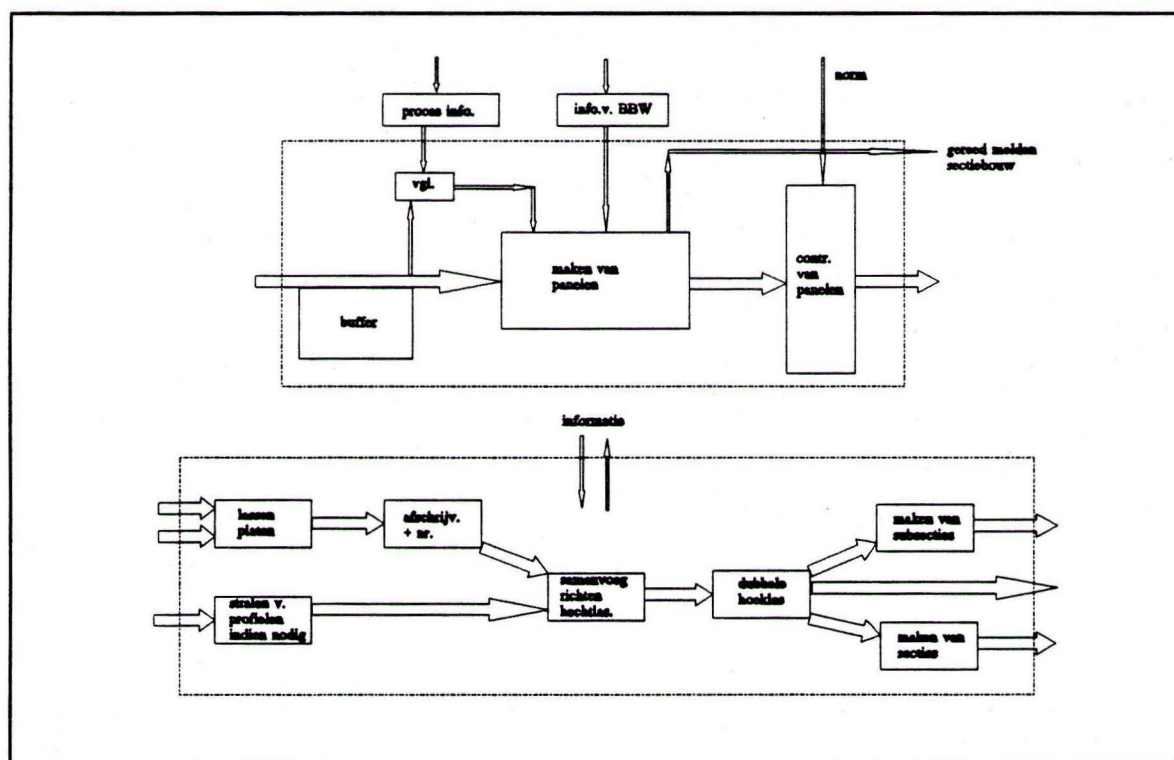 norm
proces info.
info.v. BBW
gereed melden
sectiebouw
vgl.
maken van
panelen
contr.
van
panelen
buffer
informatie
lassen
platen
afschrijv.
+ nr.
maken van
subsecties
samenvoeg
richten
hechtlas.
dubbele
hoeklas
stralen v.
profielen
indien nodig
maken van
secties